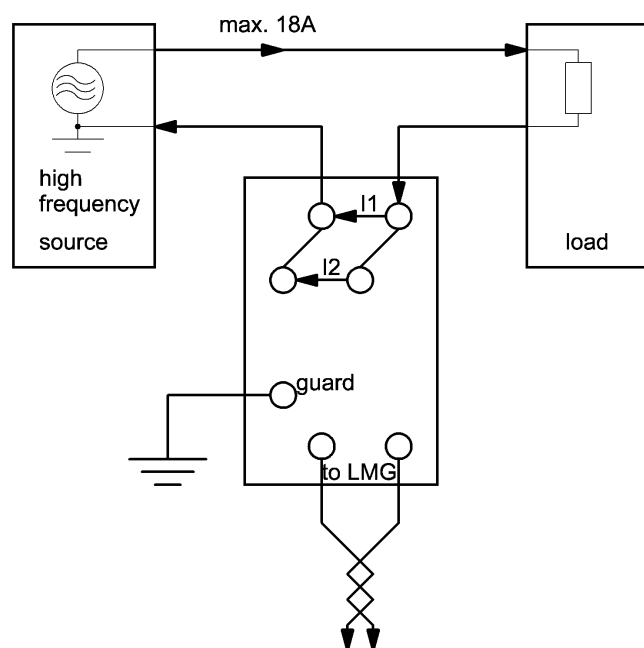 max. 18A
high
frequency
source
load
I1
I2
guard
to LMG